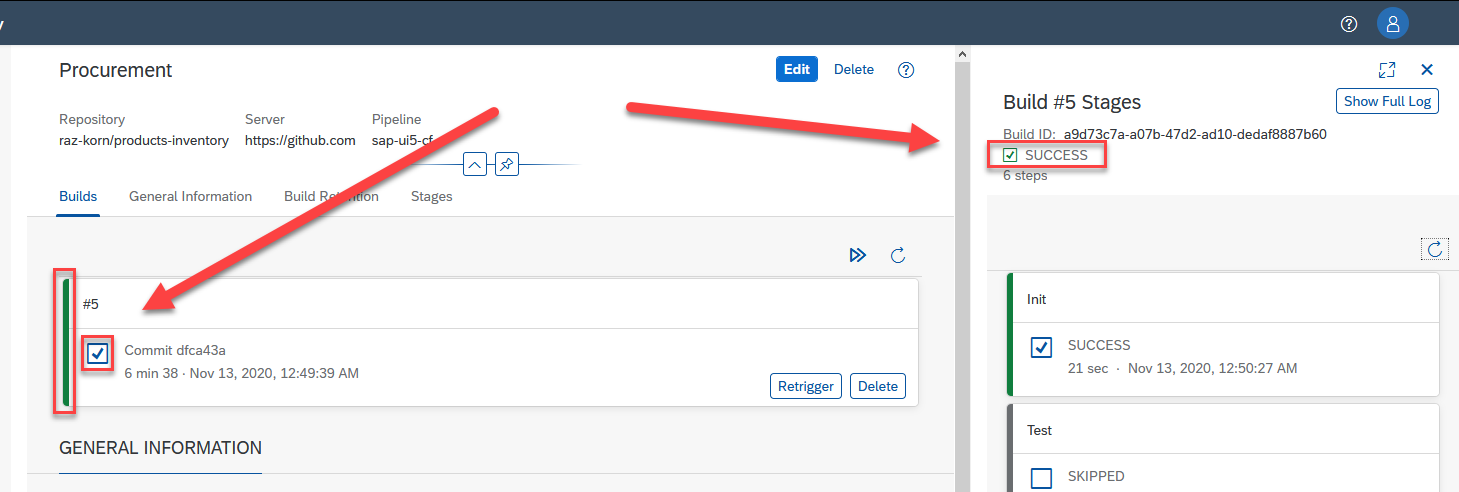 Procurement
Edit
Delete
Repository
raz-korn/products-inventory
Server
https://github.com
Pipeline
sap-ui5-cf
Builds
General Information
Build Retention
Stages
#5
Commit dfca43a
6 min 38 · Nov 13, 2020, 12:49:39 AM
Retrigger
Delete
GENERAL INFORMATION
Build #5 Stages
Show Full Log
Build ID: a9d73c7a-a07b-47d2-ad10-dedaf8887b60
SUCCESS
6 steps
Init
SUCCESS
21 sec · Nov 13, 2020, 12:50:27 AM
Test
SKIPPED